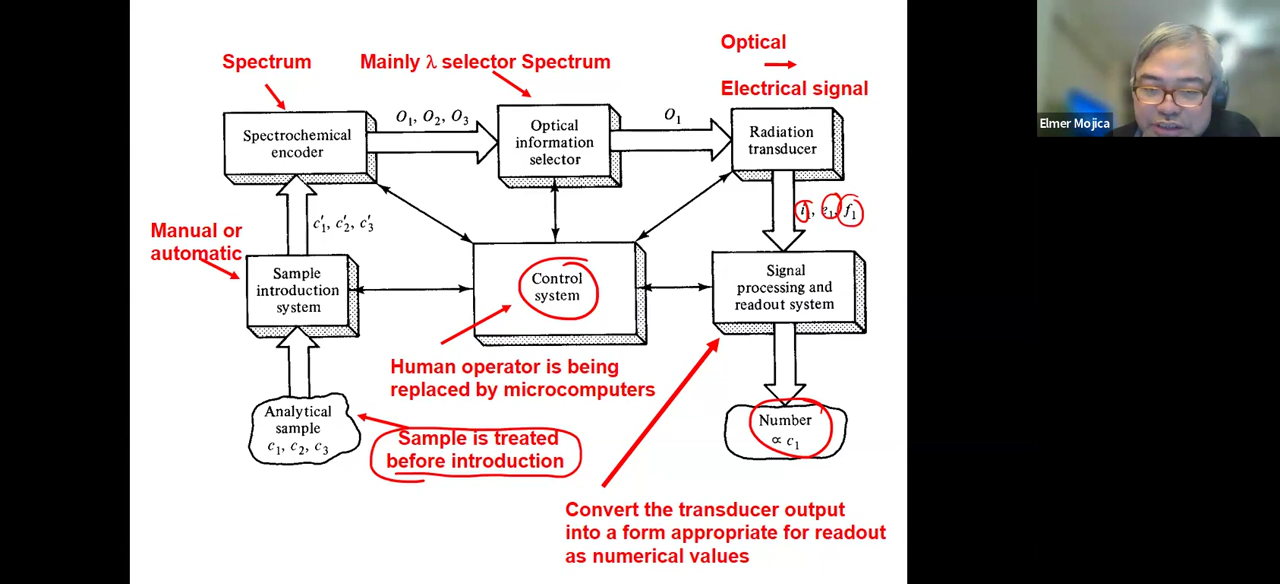 Optical
Spectrum
Mainly λ selector Spectrum
Electrical signal
Spectrochemical
encoder
O₁, O₂, O₃
Optical
information
selector
O₁
Radiation
transducer
Elmer Mojica
c′₁, c′₂, c′₃
i₁, e₁, f₁
Manual or
automatic
Sample
introduction
system
Control
system
Signal
processing and
readout system
Human operator is being
replaced by microcomputers
Analytical
sample
c₁, c₂, c₃
Sample is treated
before introduction
Number
∝ c₁
Convert the transducer output
into a form appropriate for readout
as numerical values